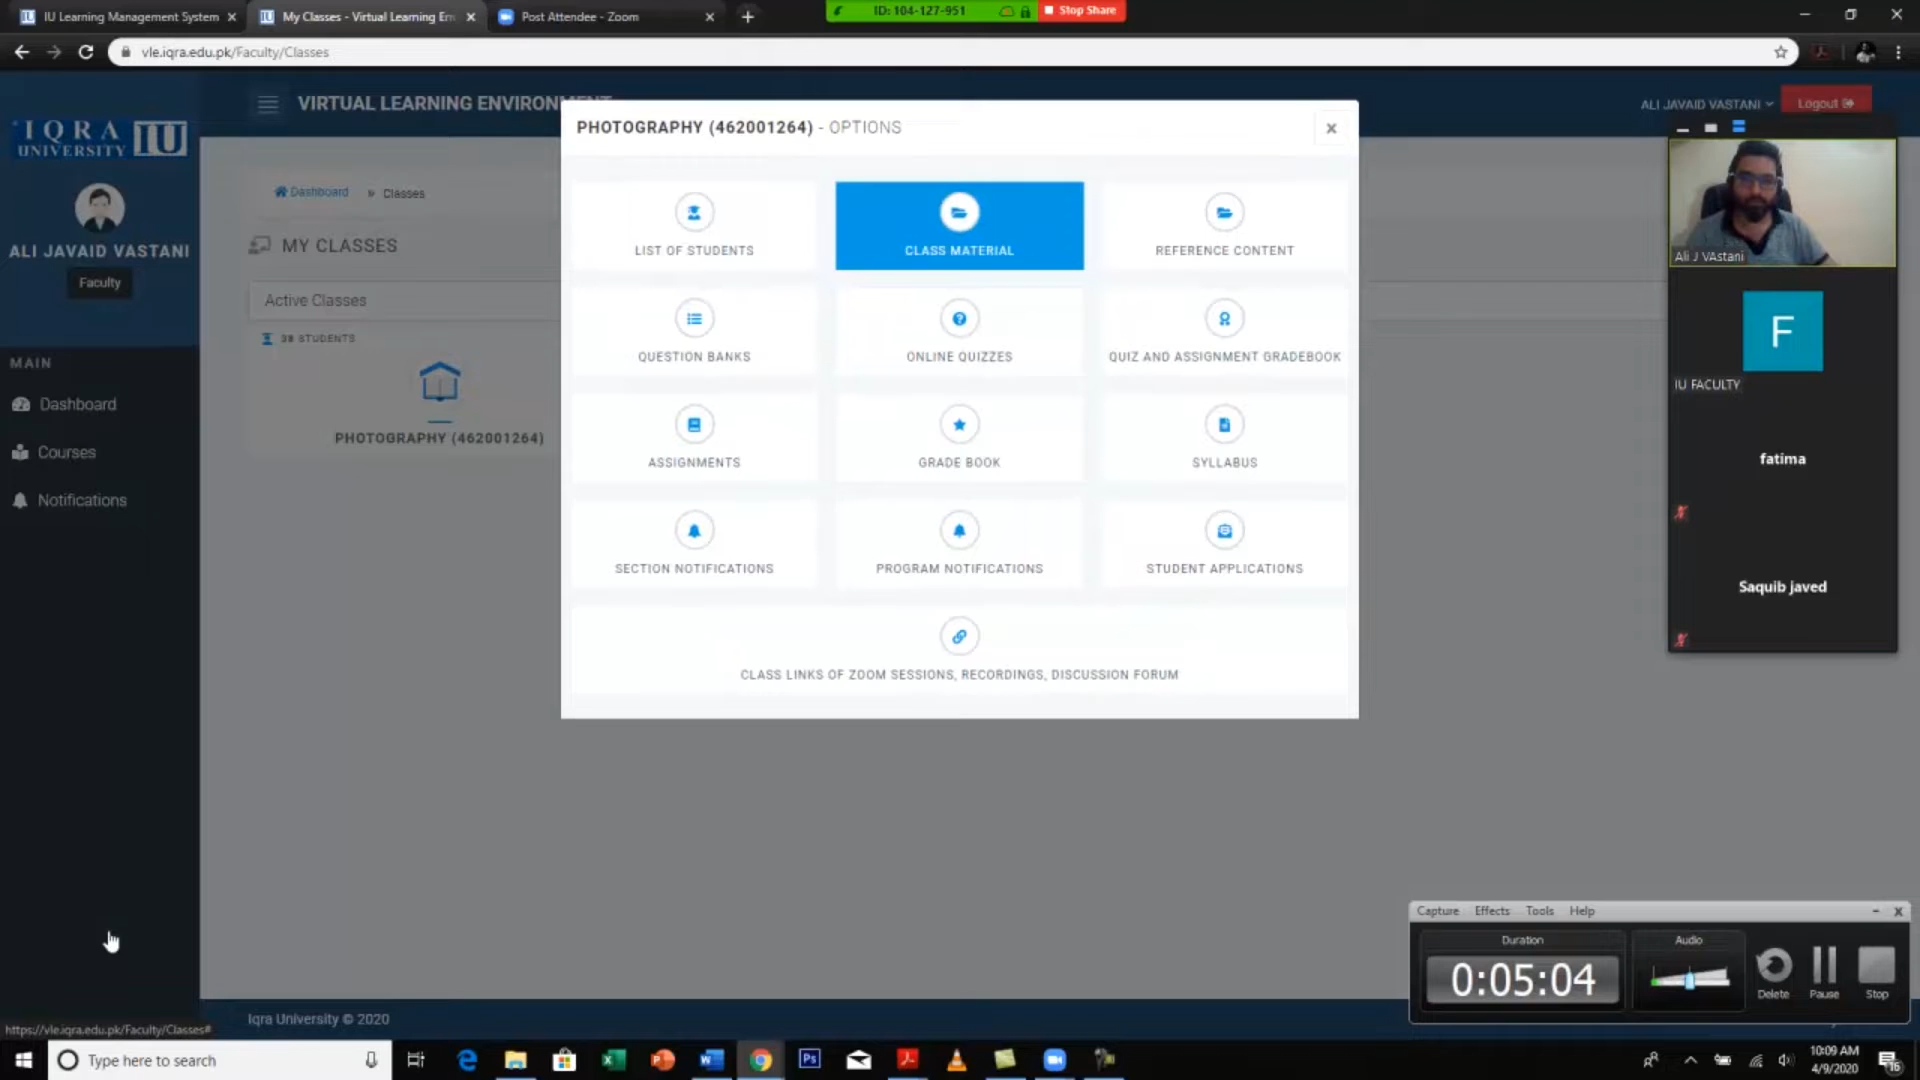 IU Learning Management System
My Classes - Virtual Learning En
Post Attendee - Zoom
ID: 104-127-951
Stop Share
vle.iqra.edu.pk/Faculty/Classes
IQRA
UNIVERSITY
IU
VIRTUAL LEARNING ENVIRONMENT
ALI JAVAID VASTANI
Logout
ALI JAVAID VASTANI
Faculty
MAIN
Dashboard
Courses
Notifications
Dashboard » Classes
MY CLASSES
Active Classes
38 STUDENTS
PHOTOGRAPHY (462001264)
PHOTOGRAPHY (462001264) - OPTIONS
x
LIST OF STUDENTS
CLASS MATERIAL
REFERENCE CONTENT
QUESTION BANKS
ONLINE QUIZZES
QUIZ AND ASSIGNMENT GRADEBOOK
ASSIGNMENTS
GRADE BOOK
SYLLABUS
SECTION NOTIFICATIONS
PROGRAM NOTIFICATIONS
STUDENT APPLICATIONS
CLASS LINKS OF ZOOM SESSIONS, RECORDINGS, DISCUSSION FORUM
Ali J VAstani
F
IU FACULTY
fatima
Saquib javed
Capture Effects Tools Help
Duration
0:05:04
Audio
Delete
Pause
Stop
Iqra University © 2020
https://vle.iqra.edu.pk/Faculty/Classes#
Type here to search
Ps
10:09 AM
4/9/2020
16